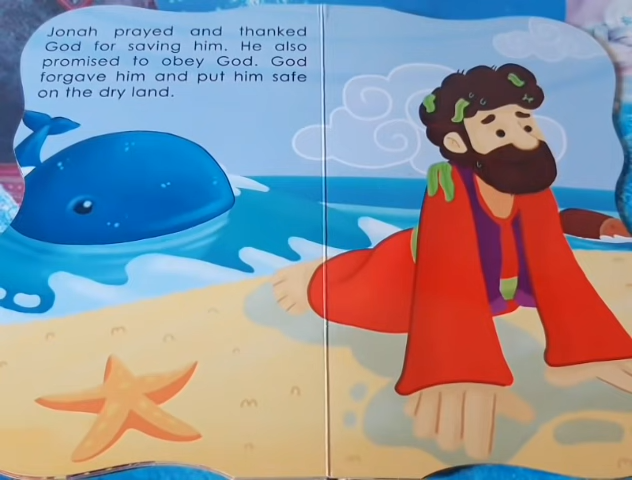 Jonah prayed and thanked
God for saving him. He also
promised to obey God. God
forgave him and put him safe
on the dry land.